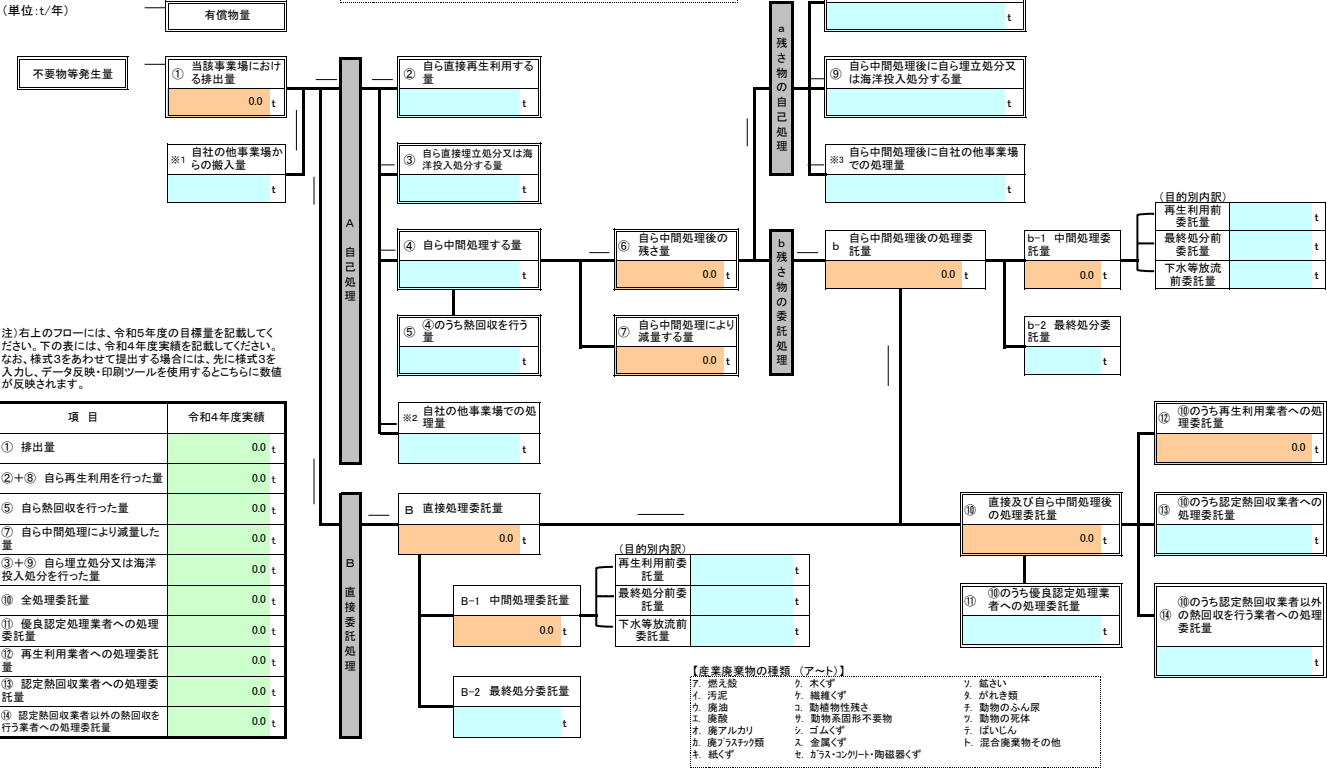 (単位:t/年)
有償物量
不要物等発生量
① 当該事業場におけ
る排出量
0.0 t
※1 自社の他事業場か
らの搬入量
t
A 自己処理
B 直接委託処理
② 自ら直接再生利用する
量
t
③ 自ら直接埋立処分又は海
洋投入処分する量
t
④ 自ら中間処理する量
t
⑤ ④のうち熱回収を行う
量
t
※2 自社の他事業場での処
理量
t
⑥ 自ら中間処理後の
残さ量
0.0 t
⑦ 自ら中間処理により
減量する量
0.0 t
a 残さ物の自己処理
t
⑨ 自ら中間処理後に自ら埋立処分又
は海洋投入処分する量
t
※3 自ら中間処理後に自社の他事業場
での処理量
t
b 残さ物の委託処理
b 自ら中間処理後の処理委
託量
0.0 t
b-1 中間処理委
託量
0.0 t
(目的別内訳)
再生利用前
委託量
t
最終処分前
委託量
t
下水等放流
前委託量
t
b-2 最終処分委
託量
t
注)右上のフローには、令和5年度の目標量を記載してく
ださい。下の表には、令和4年度実績を記載してください。
なお、様式3をあわせて提出する場合には、先に様式3を
入力し、データ反映・印刷ツールを使用するとこちらに数値
が反映されます。
項 目 令和4年度実績
① 排出量 0.0 t
②+⑧ 自ら再生利用を行った量 0.0 t
⑤ 自ら熱回収を行った量 0.0 t
⑦ 自ら中間処理により減量した
量 0.0 t
③+⑨ 自ら埋立処分又は海洋
投入処分を行った量 0.0 t
⑩ 全処理委託量 0.0 t
⑪ 優良認定処理業者への処理
委託量 0.0 t
⑫ 再生利用業者への処理委託
量 0.0 t
⑬ 認定熱回収業者への処理委
託量 0.0 t
⑭ 認定熱回収業者以外の熱回収を
行う業者への処理委託量 0.0 t
B 直接処理委託量
0.0 t
B-1 中間処理委託量
0.0 t
(目的別内訳)
再生利用前委
託量
t
最終処分前委
託量
t
下水等放流前
委託量
t
B-2 最終処分委託量
t
⑩ 直接及び自ら中間処理後
の処理委託量
0.0 t
⑪ ⑩のうち優良認定処理業
者への処理委託量
t
⑫ ⑩のうち再生利用業者への処
理委託量
0.0 t
⑬ ⑩のうち認定熱回収業者への
処理委託量
t
⑭ ⑩のうち認定熱回収業者以外
の熱回収を行う業者への処理
委託量
t
【産業廃棄物の種類 (ア~ト)】
ア. 燃え殻 ク. 木くず ソ. 鉱さい
イ. 汚泥 ケ. 繊維くず タ. がれき類
ウ. 廃油 コ. 動植物性残さ チ. 動物のふん尿
エ. 廃酸 サ. 動物系固形不要物 ツ. 動物の死体
オ. 廃アルカリ シ. ゴムくず テ. ばいじん
カ. 廃プラスチック類 ス. 金属くず ト. 混合廃棄物その他
キ. 紙くず セ. ガラス・コンクリート・陶磁器くず